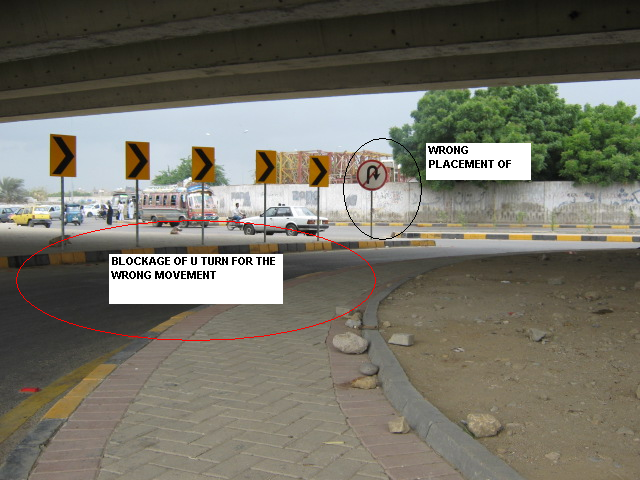 WRONG
PLACEMENT OF
BLOCKAGE OF U TURN FOR THE
WRONG MOVEMENT